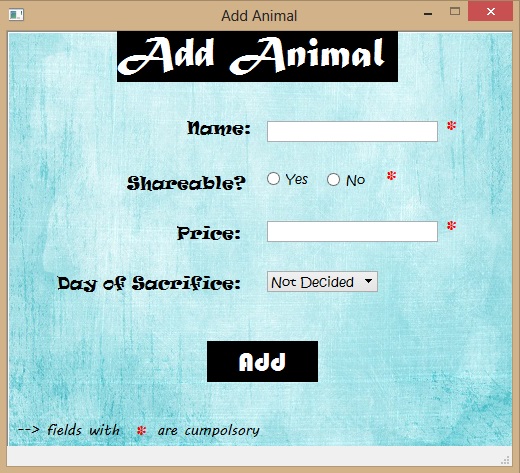 Add Animal
Add Animal
Name: *
Shareable? Yes No *
Price: *
Day of Sacrifice: Not Decided
Add
--> fields with * are cumpolsory